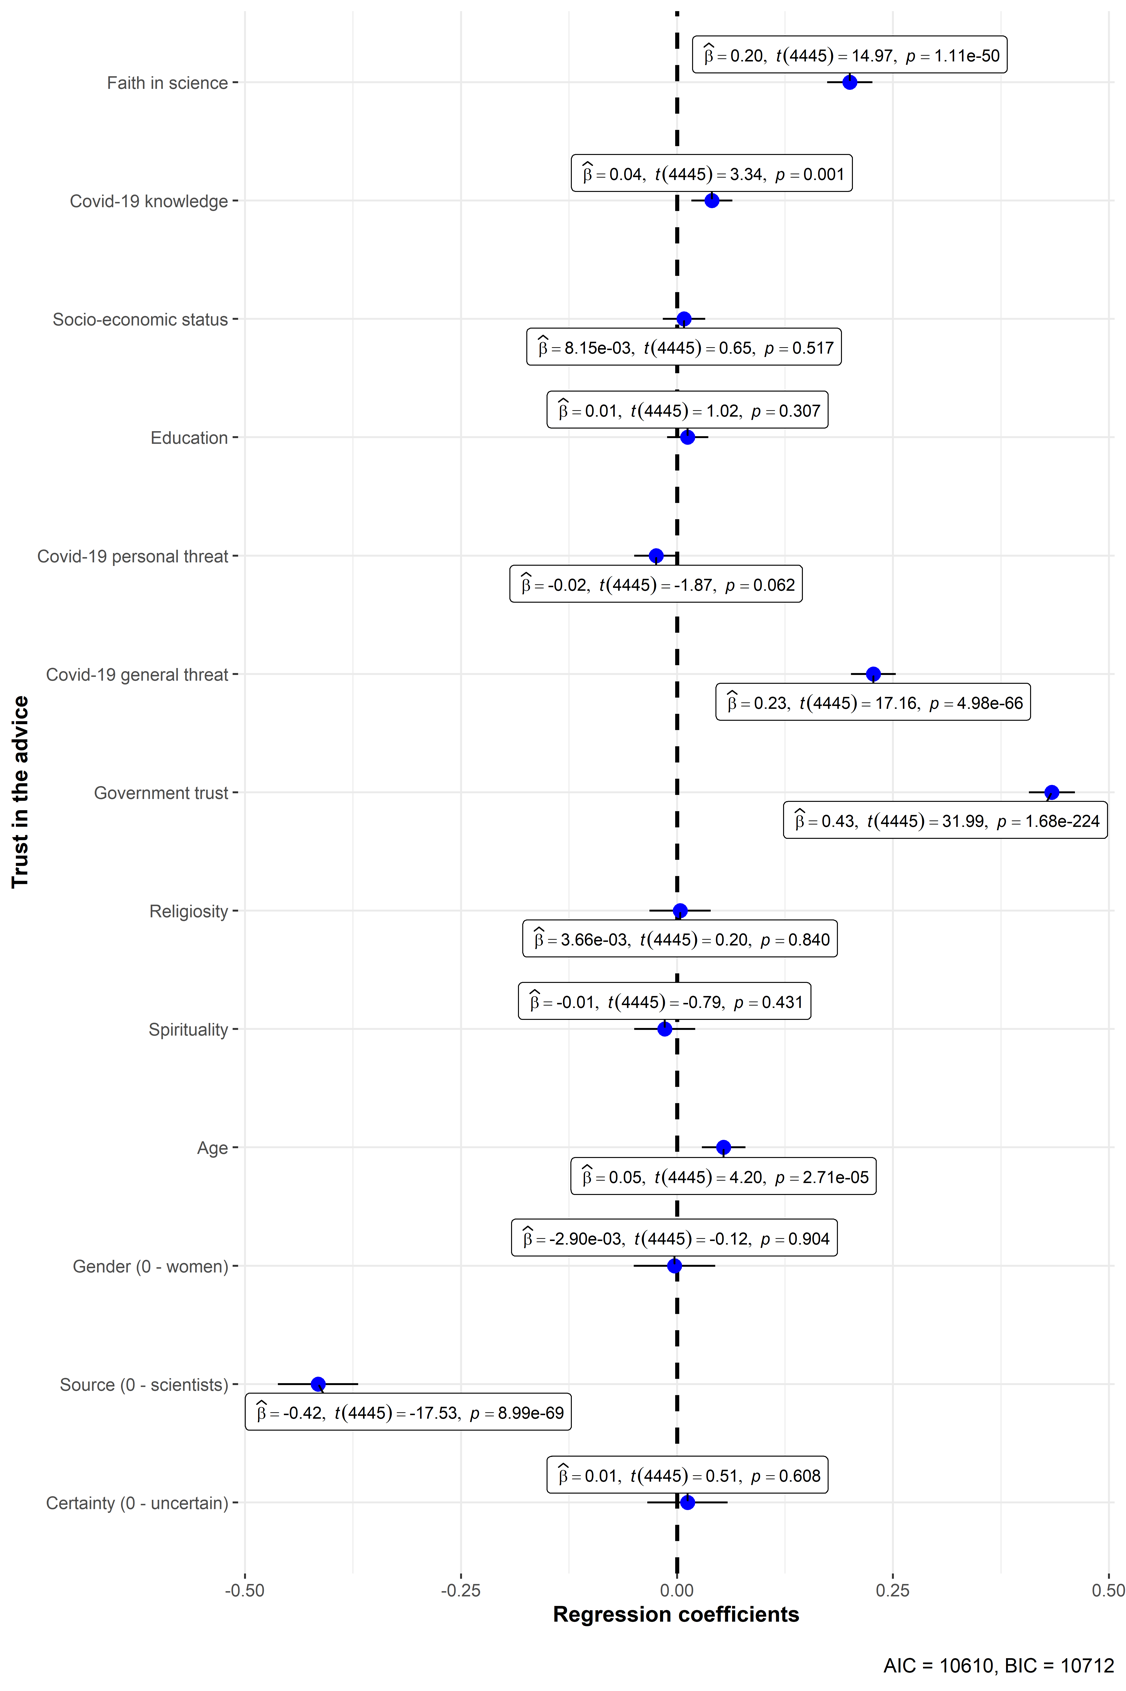 β̂ = 0.20, t(4445) = 14.97, p = 1.11e-50
Faith in science
β̂ = 0.04, t(4445) = 3.34, p = 0.001
Covid-19 knowledge
Socio-economic status
β̂ = 8.15e-03, t(4445) = 0.65, p = 0.517
β̂ = 0.01, t(4445) = 1.02, p = 0.307
Education
Covid-19 personal threat
β̂ = -0.02, t(4445) = -1.87, p = 0.062
Covid-19 general threat
β̂ = 0.23, t(4445) = 17.16, p = 4.98e-66
Trust in the advice
Government trust
β̂ = 0.43, t(4445) = 31.99, p = 1.68e-224
Religiosity
β̂ = 3.66e-03, t(4445) = 0.20, p = 0.840
β̂ = -0.01, t(4445) = -0.79, p = 0.431
Spirituality
Age
β̂ = 0.05, t(4445) = 4.20, p = 2.71e-05
β̂ = -2.90e-03, t(4445) = -0.12, p = 0.904
Gender (0 - women)
Source (0 - scientists)
β̂ = -0.42, t(4445) = -17.53, p = 8.99e-69
β̂ = 0.01, t(4445) = 0.51, p = 0.608
Certainty (0 - uncertain)
-0.50 -0.25 0.00 0.25 0.50
Regression coefficients
AIC = 10610, BIC = 10712